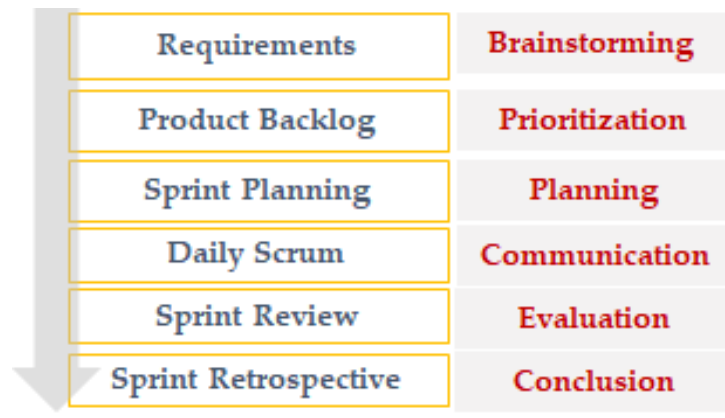 Requirements Brainstorming
Product Backlog Prioritization
Sprint Planning Planning
Daily Scrum Communication
Sprint Review Evaluation
Sprint Retrospective Conclusion